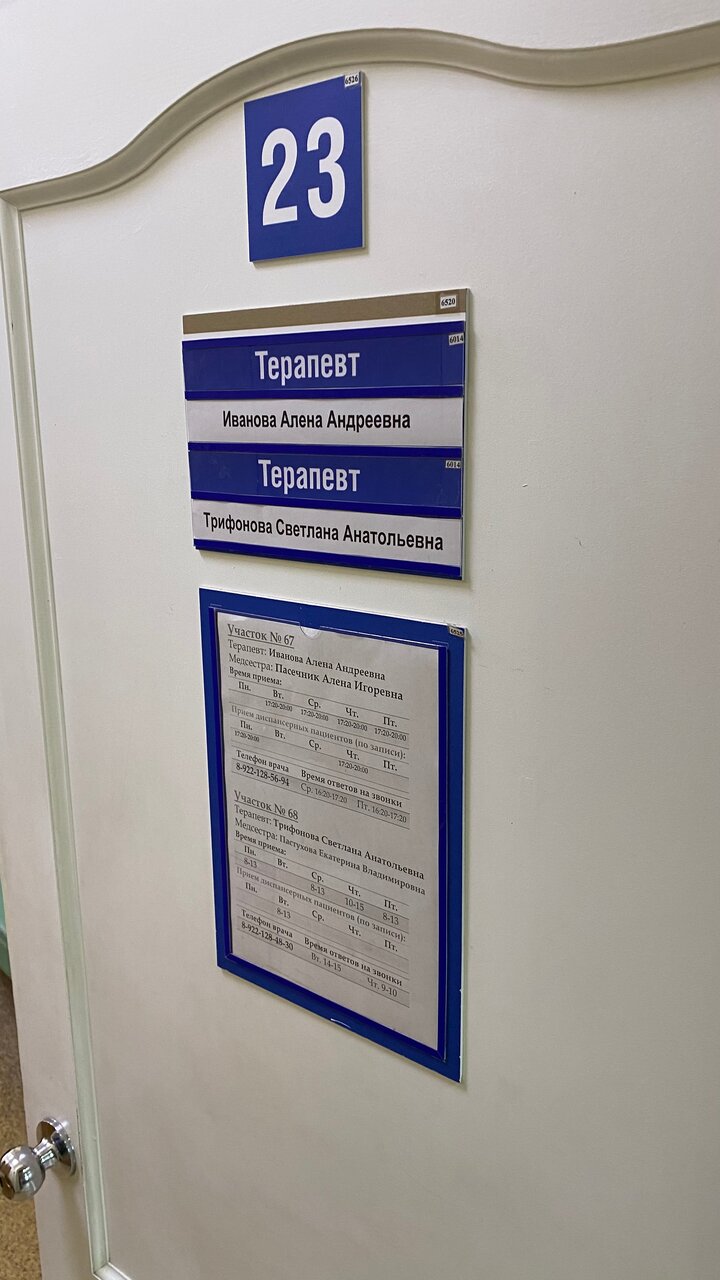 6526
23
6520
6014
Терапевт
Иванова Алена Андреевна
6014
Терапевт
Трифонова Светлана Анатольевна
Участок № 67
Терапевт: Иванова Алена Андреевна
Медсестра: Пасечник Алена Игоревна
Время приема:
Пн. Вт. Ср. Чт. Пт.
17:20-20:00 17:20-20:00 17:20-20:00 17:20-20:00
Прием диспансерных пациентов (по записи):
Пн. Вт. Ср. Чт. Пт.
17:20-20:00 17:20-20:00
Телефон врача Время ответов на звонки
8-922-128-56-94 Ср. 16:20-17:20 Пт. 16:20-17:20
Участок № 68
Терапевт: Трифонова Светлана Анатольевна
Медсестра: Пастухова Екатерина Владимировна
Время приема:
Пн. Вт. Ср. Чт. Пт.
8-13 8-13 10-15 8-13
Прием диспансерных пациентов (по записи):
Пн. Вт. Ср. Чт. Пт.
8-13
Телефон врача Время ответов на звонки
8-922-128-48-30 Вт. 14-15 Чт. 9-10